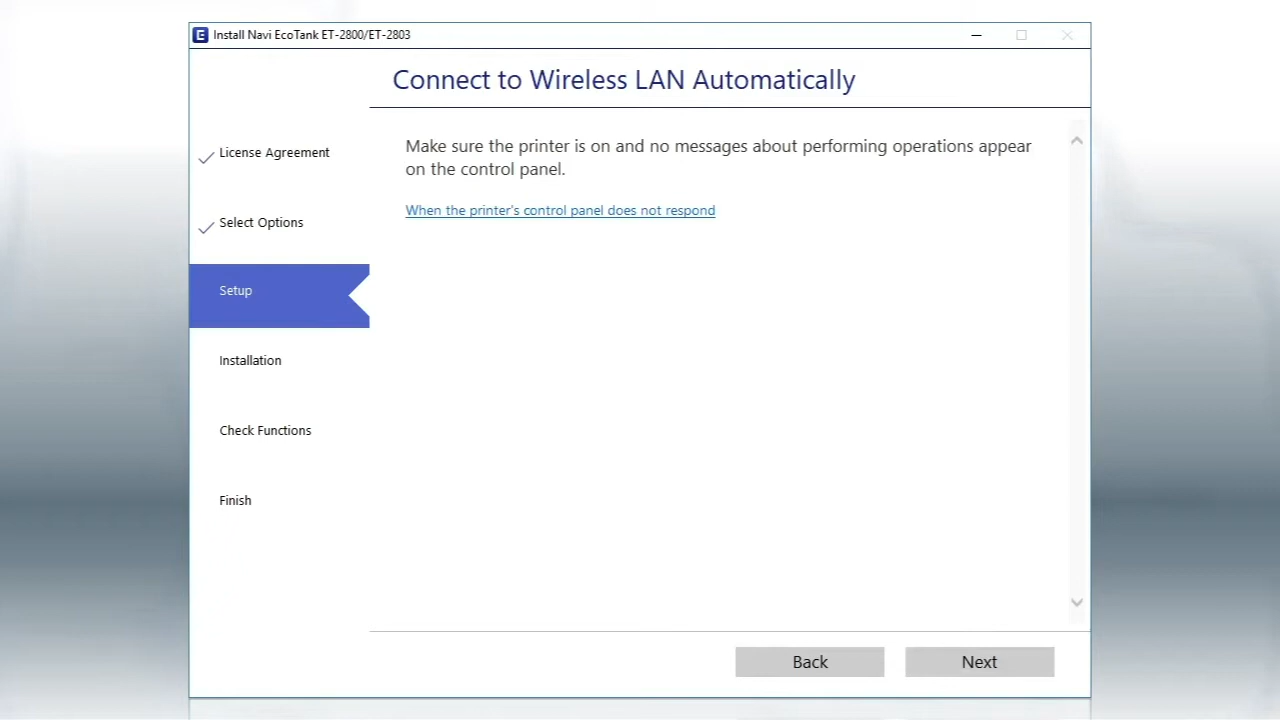 Install Navi EcoTank ET-2800/ET-2803
Connect to Wireless LAN Automatically
License Agreement
Select Options
Setup
Installation
Check Functions
Finish
Make sure the printer is on and no messages about performing operations appear
on the control panel.
When the printer's control panel does not respond
Back
Next